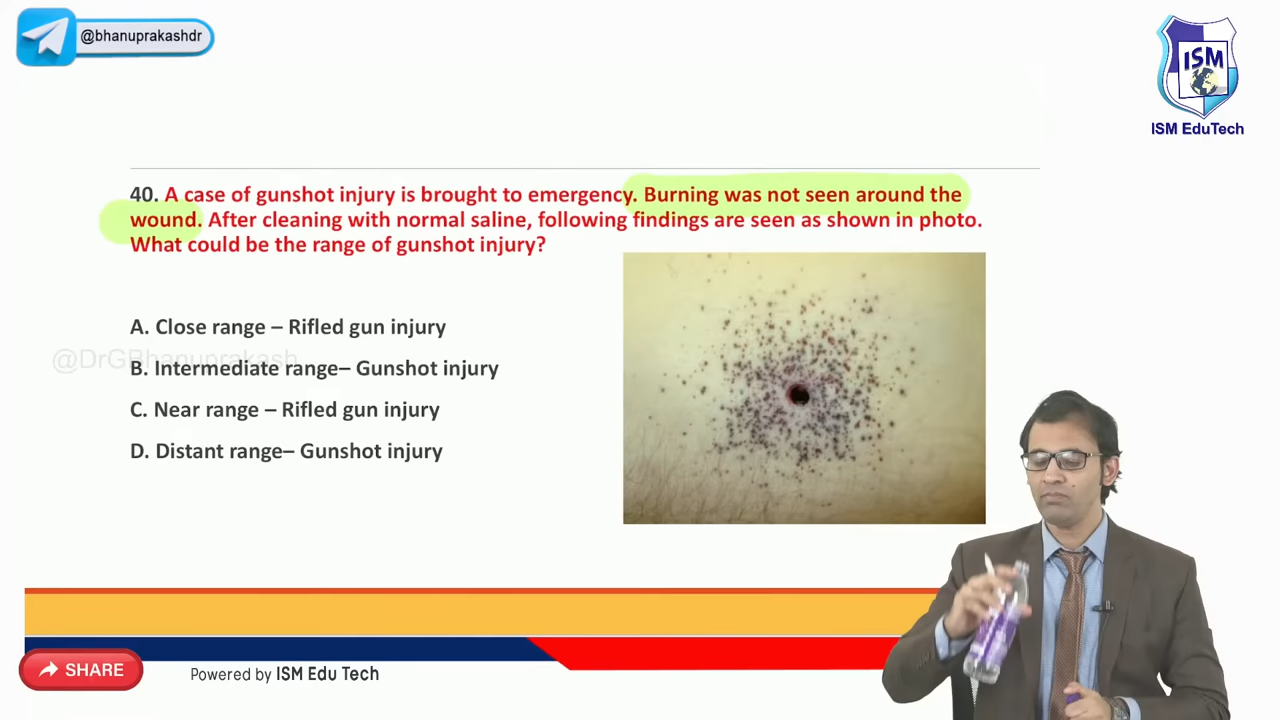 @bhanuprakashdr
ISM
ISM EduTech
40. A case of gunshot injury is brought to emergency. Burning was not seen around the
wound. After cleaning with normal saline, following findings are seen as shown in photo.
What could be the range of gunshot injury?
A. Close range – Rifled gun injury
@DrGBhanuprakash
B. Intermediate range– Gunshot injury
C. Near range – Rifled gun injury
D. Distant range– Gunshot injury
SHARE
Powered by ISM Edu Tech